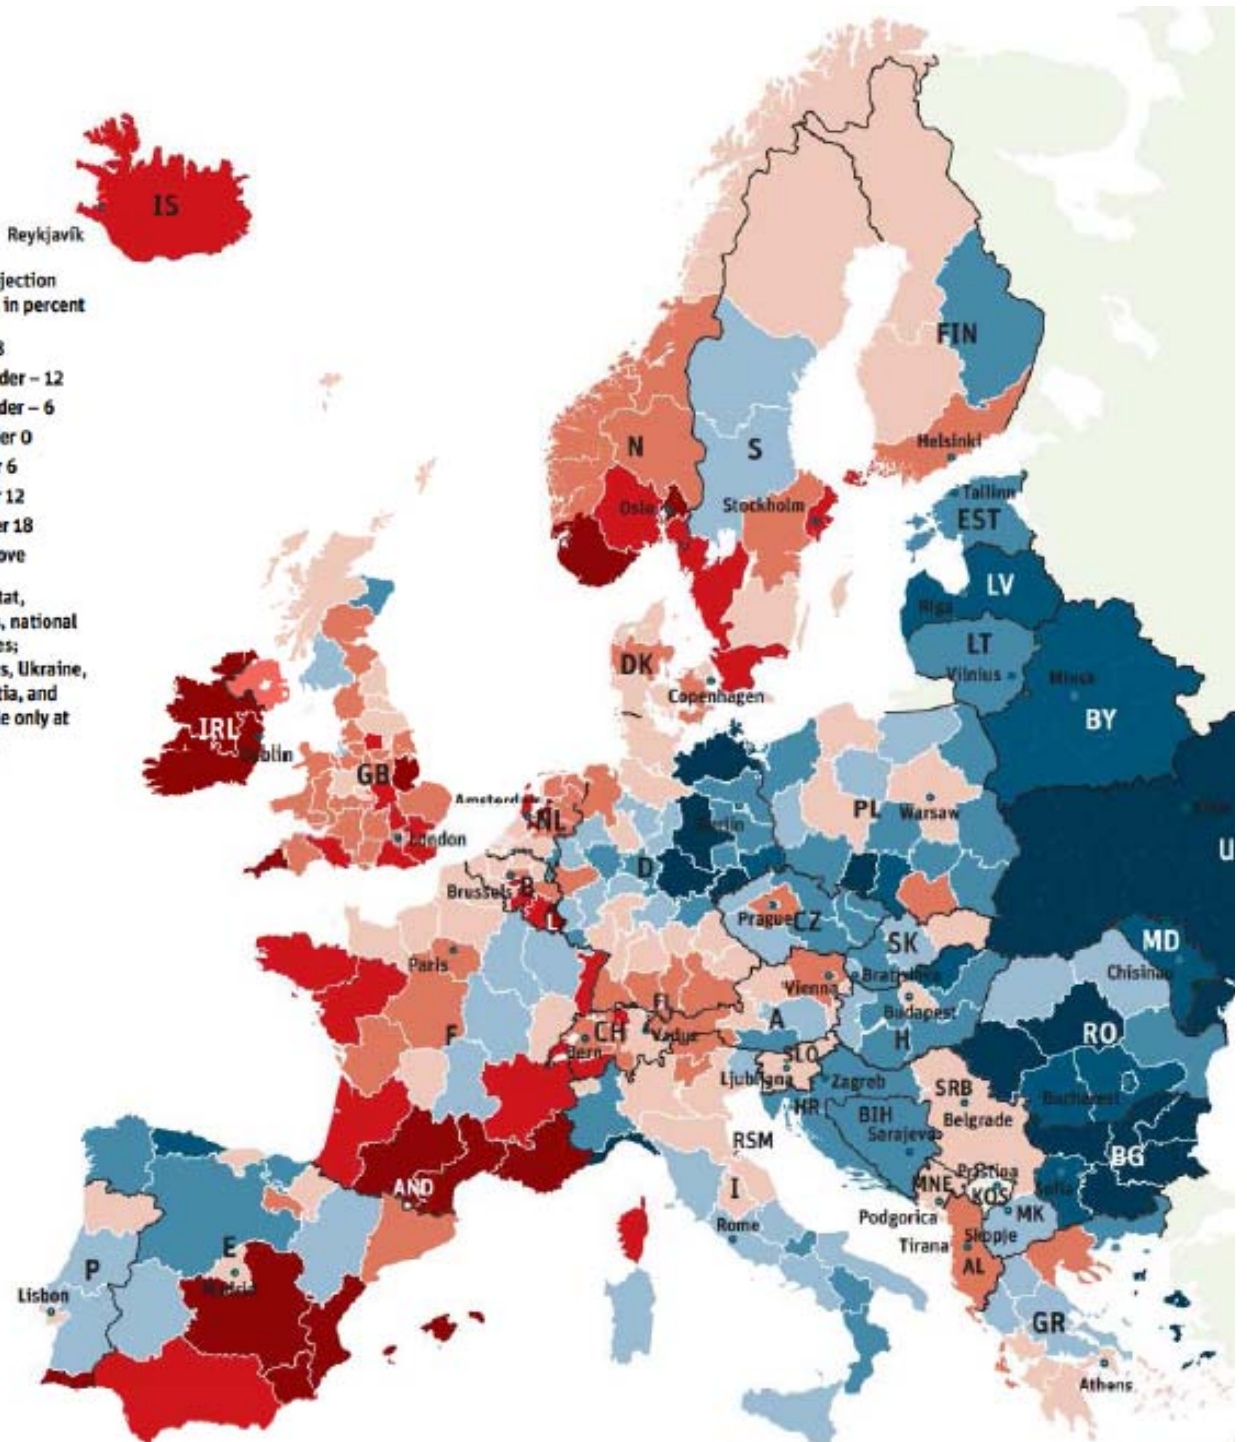 IS
Reykjavík
jection
in percent
der – 12
der – 6
er 0
6
12
er 18
ove
tat,
, national
es;
s, Ukraine,
tia, and
e only at
FIN
N
S
Helsinki
Oslo
Stockholm
Tallinn
EST
LV
Riga
DK
LT
Vilnius
Minsk
Copenhagen
BY
IRL
Dublin
GB
Amsterdam
NL
PL
Warsaw
London
Berlin
U
D
Brussels
B
L
Prague
CZ
SK
MD
Paris
Chisinau
Vienna
Bratislava
FL
Budapest
F
CH
A
H
RO
Bern
Vaduz
SLO
Ljubljana
Zagreb
SRB
HR
BIH
Belgrade
Bucharest
Sarajevo
RSM
BG
Pristina
AND
I
MNE
KOS
Sofia
Podgorica
MK
Rome
Skopje
Tirana
E
AL
P
Madrid
Lisbon
GR
Athens